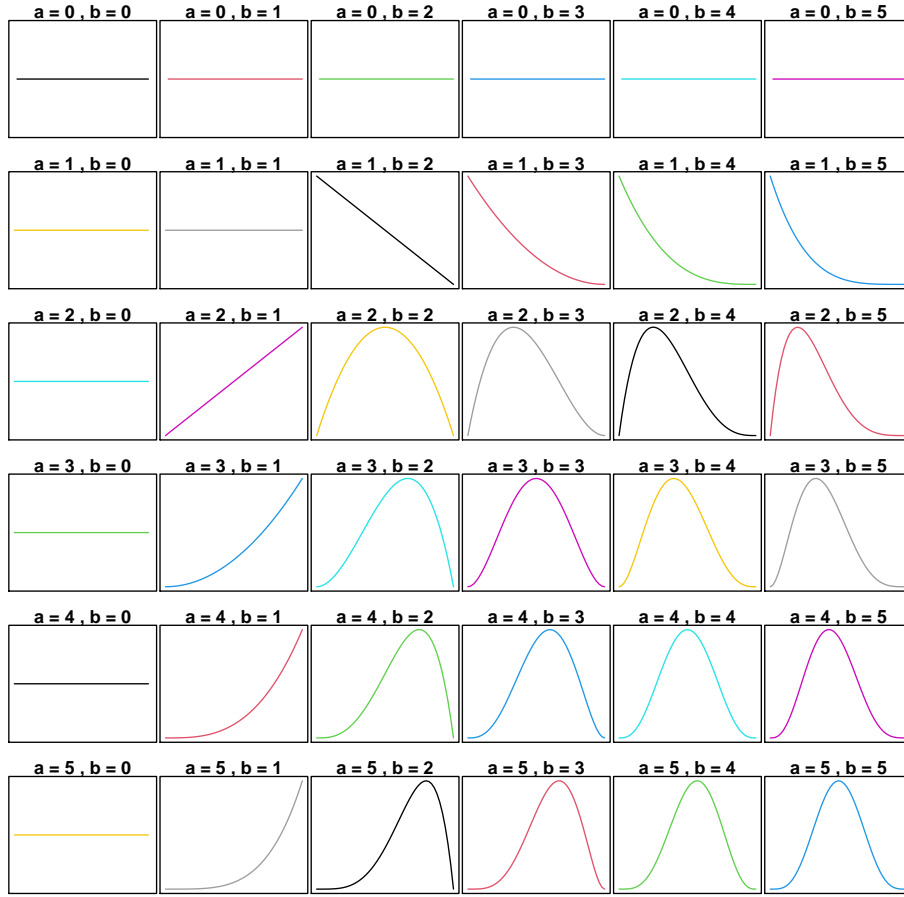 a = 0 , b = 0 a = 0 , b = 1 a = 0 , b = 2 a = 0 , b = 3 a = 0 , b = 4 a = 0 , b = 5
a = 1 , b = 0 a = 1 , b = 1 a = 1 , b = 2 a = 1 , b = 3 a = 1 , b = 4 a = 1 , b = 5
a = 2 , b = 0 a = 2 , b = 1 a = 2 , b = 2 a = 2 , b = 3 a = 2 , b = 4 a = 2 , b = 5
a = 3 , b = 0 a = 3 , b = 1 a = 3 , b = 2 a = 3 , b = 3 a = 3 , b = 4 a = 3 , b = 5
a = 4 , b = 0 a = 4 , b = 1 a = 4 , b = 2 a = 4 , b = 3 a = 4 , b = 4 a = 4 , b = 5
a = 5 , b = 0 a = 5 , b = 1 a = 5 , b = 2 a = 5 , b = 3 a = 5 , b = 4 a = 5 , b = 5